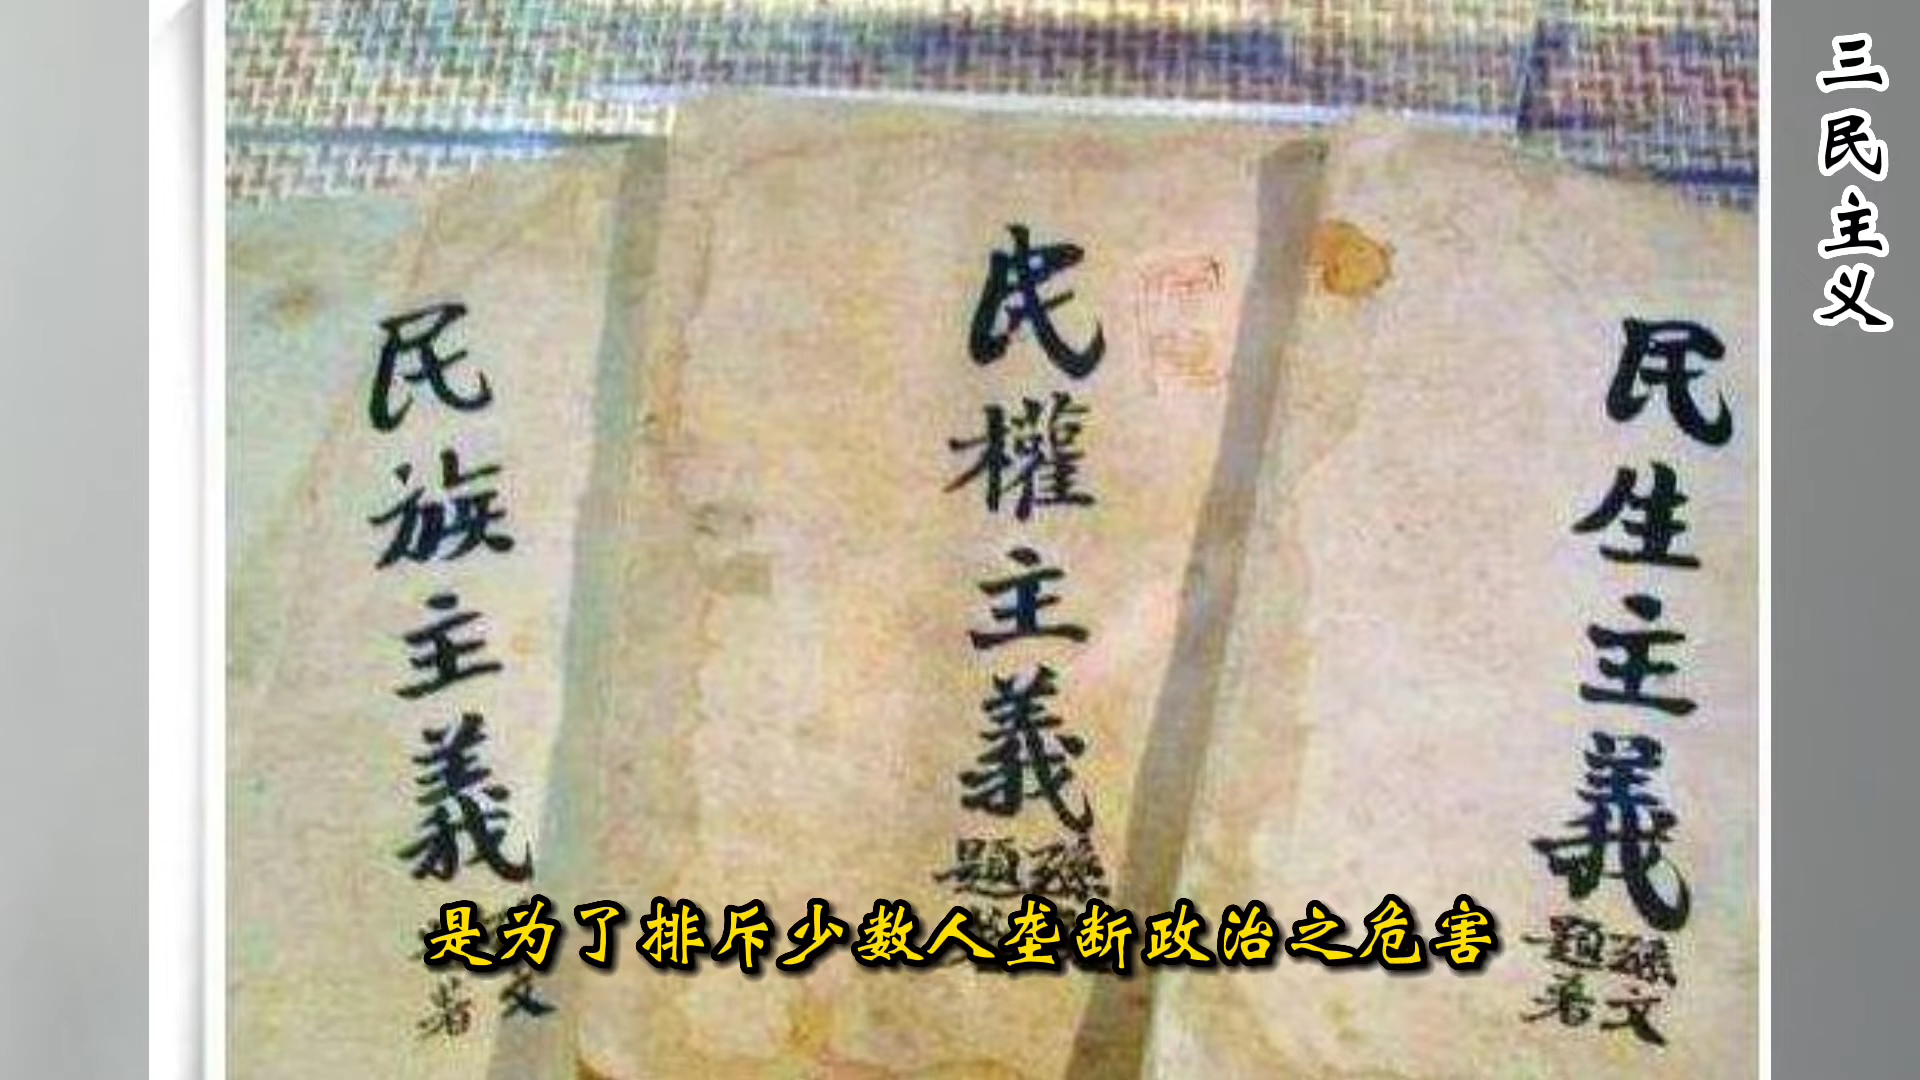 三民主义
民族主義
文
著
民權主義
孫
題
民生主義
孫文
題著
是为了排斥少数人垄断政治之危害